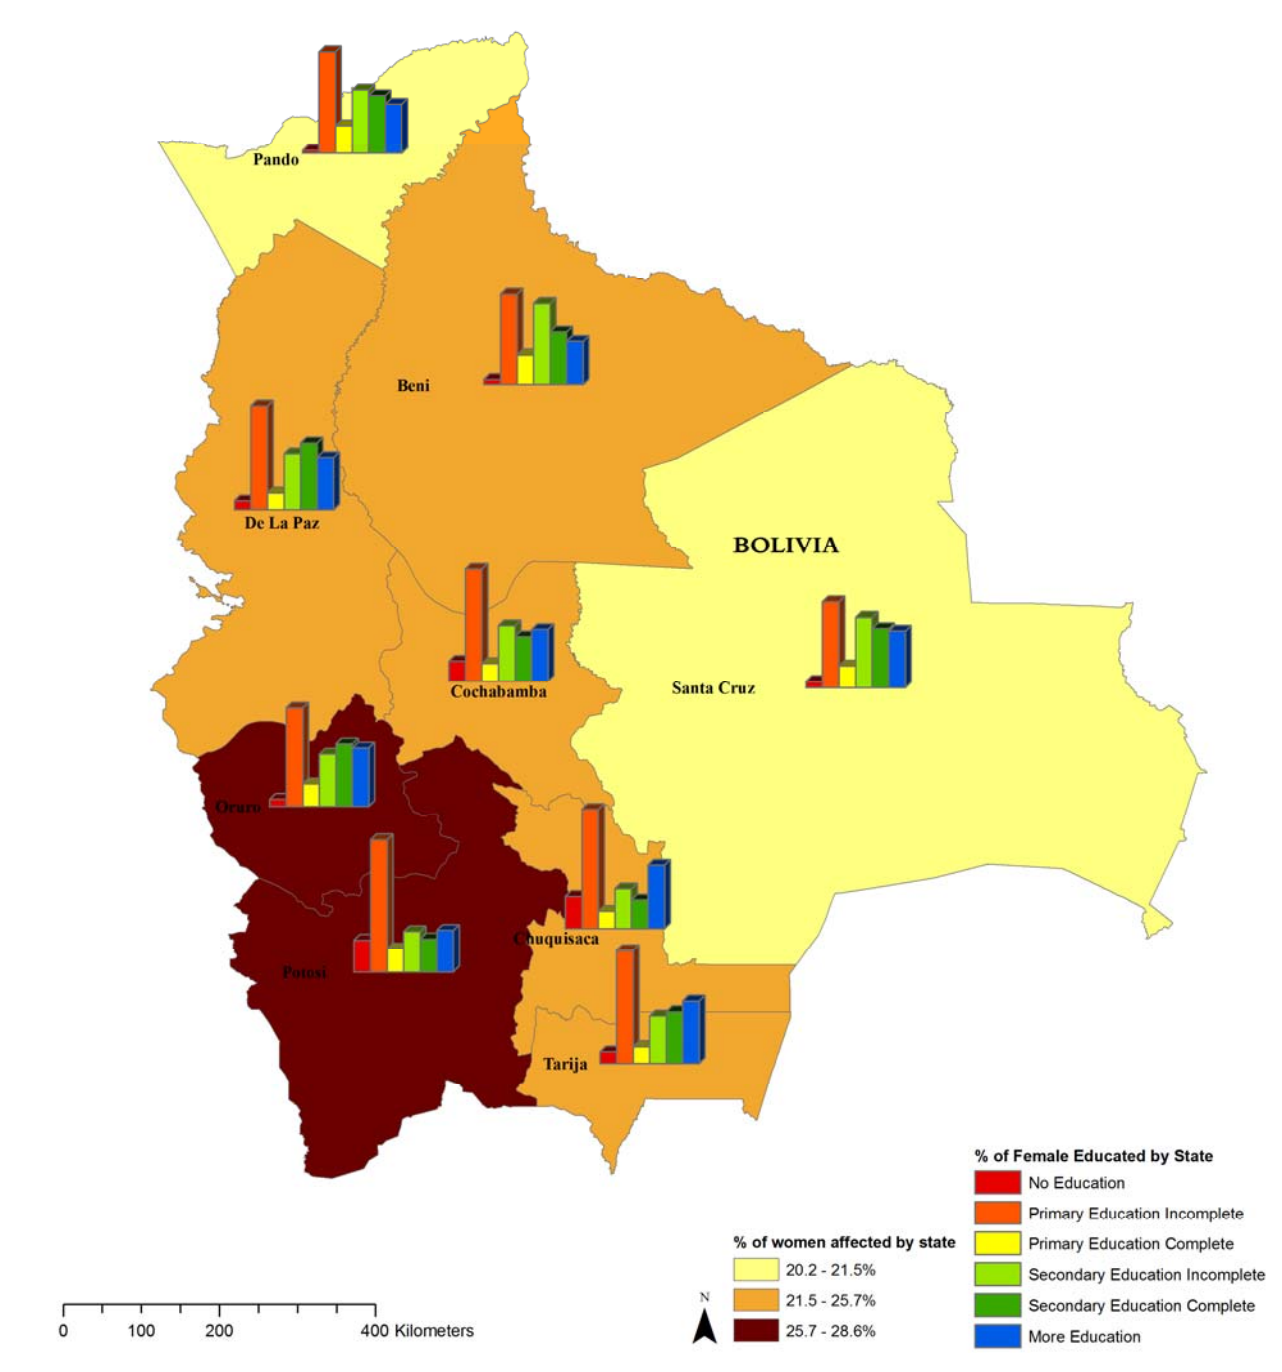 Pando
Beni
De La Paz
BOLIVIA
Cochabamba
Santa Cruz
Oruro
Chuquisaca
Potosi
Tarija
% of Female Educated by State
No Education
Primary Education Incomplete
Primary Education Complete
Secondary Education Incomplete
Secondary Education Complete
More Education
% of women affected by state
20.2 - 21.5%
21.5 - 25.7%
25.7 - 28.6%
N
0 100 200 400 Kilometers